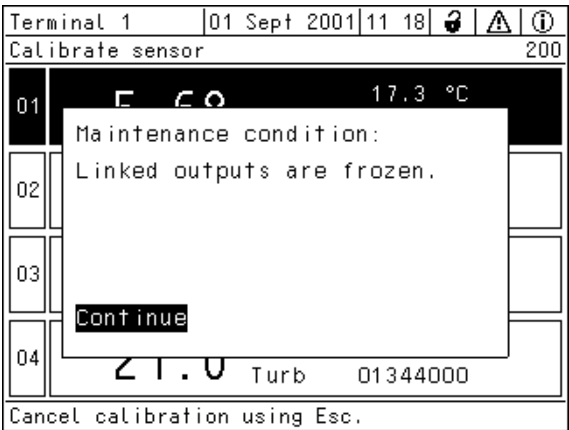 Terminal 1 01 Sept 2001 11 18
Calibrate sensor 200
01 17.3 °C
Maintenance condition:
Linked outputs are frozen.
02
03
Continue
04 Turb 01344000
Cancel calibration using Esc.